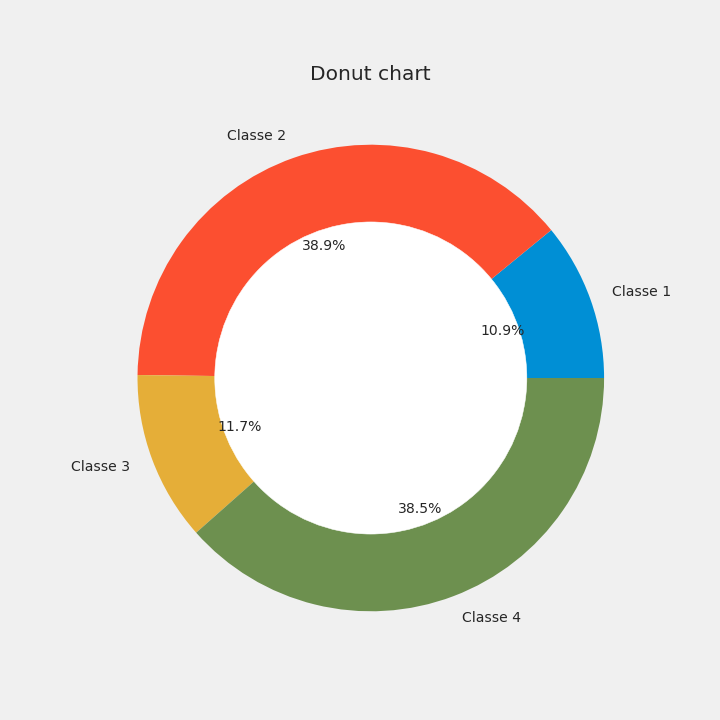 Donut chart
Classe 2
38.9%
Classe 1
10.9%
11.7%
Classe 3
38.5%
Classe 4